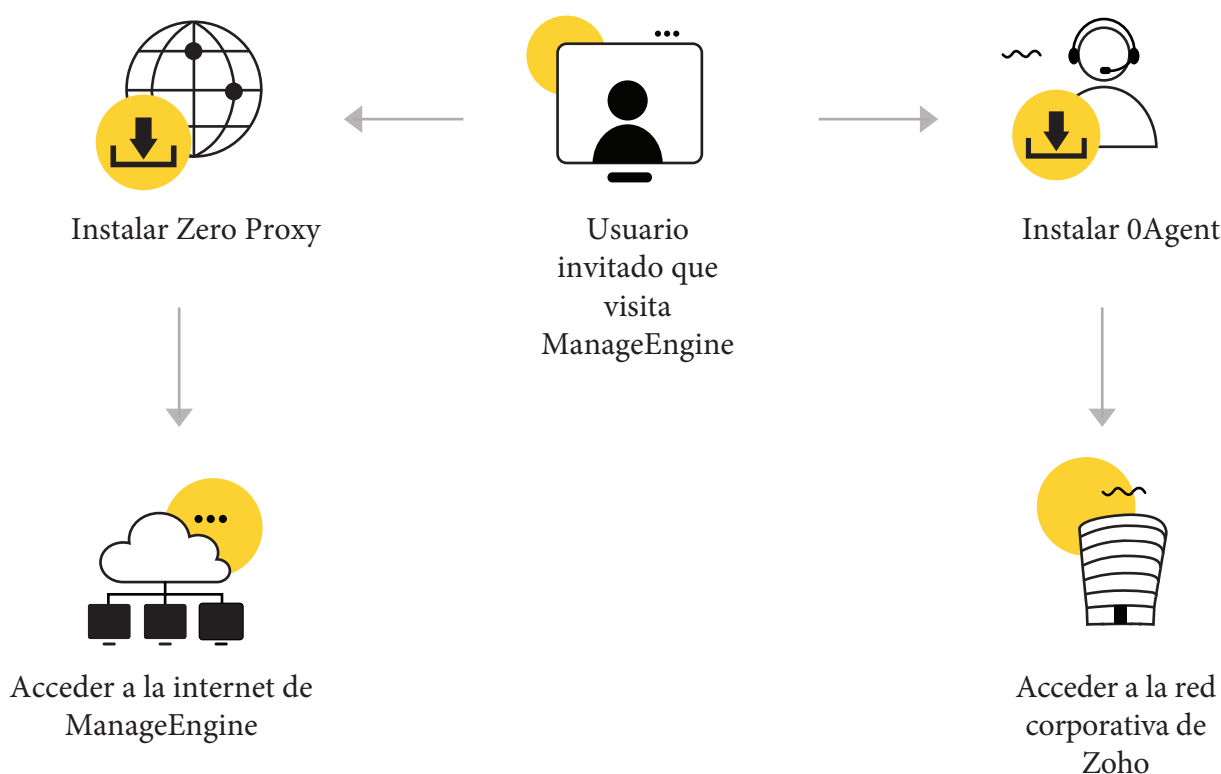 Instalar Zero Proxy
Usuario
invitado que
visita
ManageEngine
Instalar 0Agent
Acceder a la internet de
ManageEngine
Acceder a la red
corporativa de
Zoho